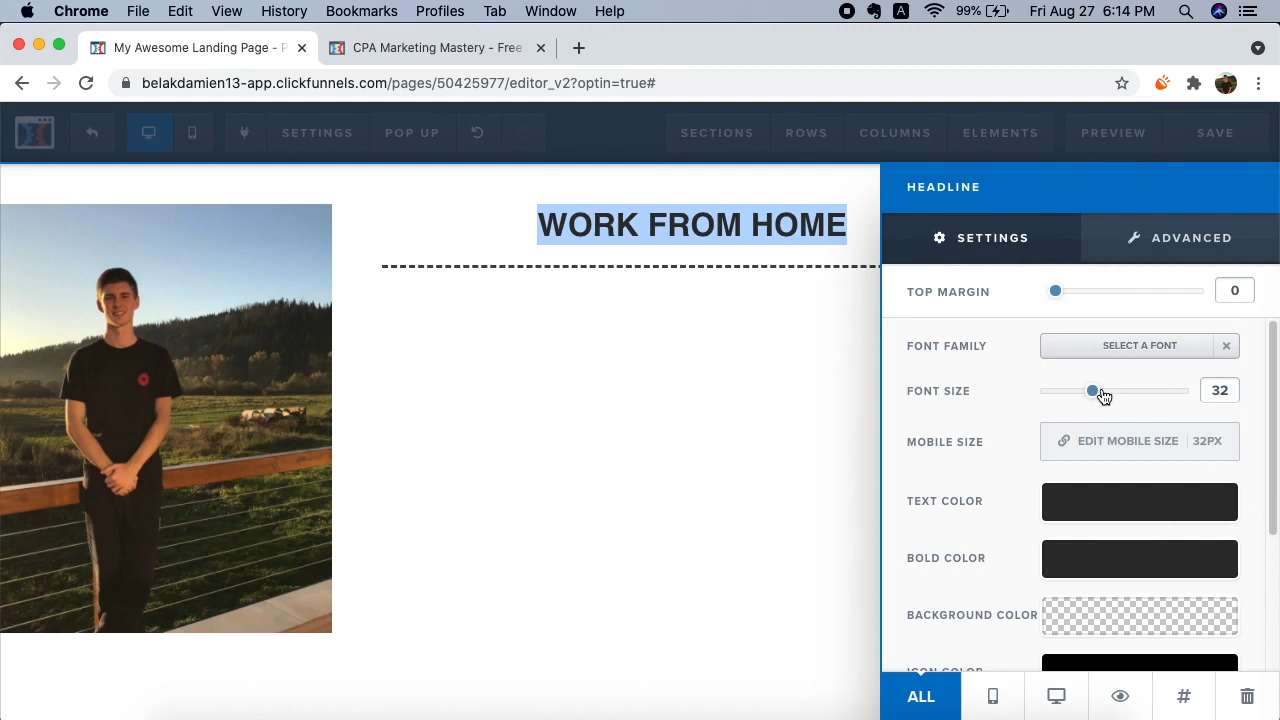 Chrome File Edit View History Bookmarks Profiles Tab Window Help A 99% Fri Aug 27 6:14 PM
My Awesome Landing Page - P CPA Marketing Mastery - Free
belakdamien13-app.clickfunnels.com/pages/50425977/editor_v2?optin=true#
SETTINGS POP UP SECTIONS ROWS COLUMNS ELEMENTS PREVIEW SAVE
WORK FROM HOME
HEADLINE
SETTINGS ADVANCED
TOP MARGIN 0
FONT FAMILY SELECT A FONT
FONT SIZE 32
MOBILE SIZE EDIT MOBILE SIZE 32PX
TEXT COLOR
BOLD COLOR
BACKGROUND COLOR
ICON COLOR
ALL #